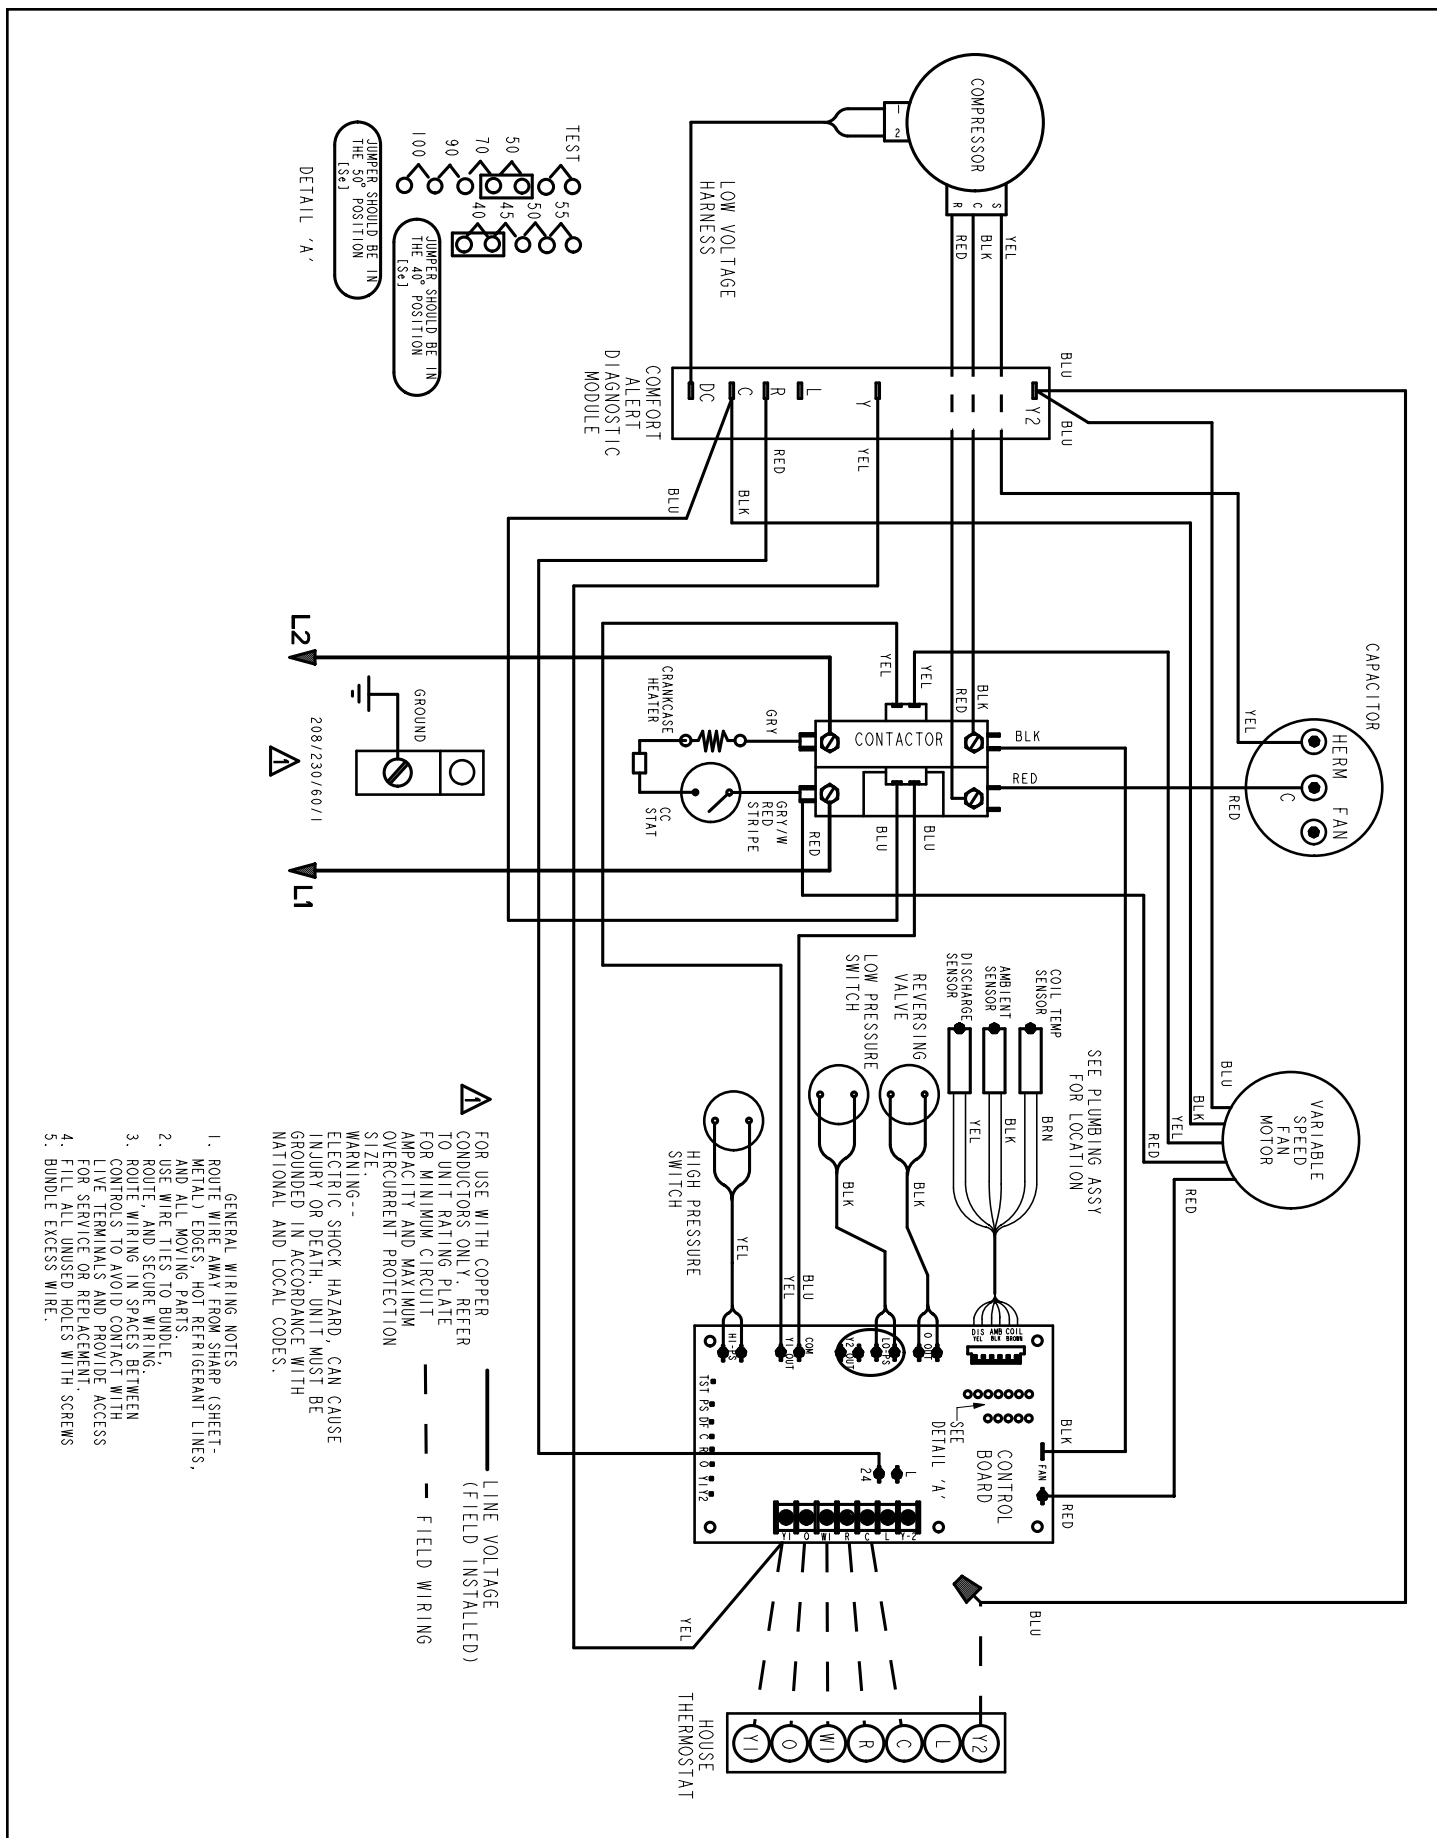 COMPRESSOR
1
2
S
C
R
YEL
BLK
RED
LOW VOLTAGE
HARNESS
TEST
50
70
90
100
55
50
45
40
JUMPER SHOULD BE IN
THE 50° POSITION
[Se]
JUMPER SHOULD BE IN
THE 40° POSITION
[Se]
DETAIL 'A'
BLU
BLU
Y2
Y
L
R
C
DC
COMFORT
ALERT
DIAGNOSTIC
MODULE
YEL
RED
BLK
BLU
CAPACITOR
HERM
C
FAN
YEL
RED
YEL
YEL
RED
BLK
BLK
RED
CONTACTOR
BLU
BLU
CRANKCASE
HEATER
GRY
CC
STAT
GRY/W
RED
STRIPE
RED
L2
L1
GROUND
208/230/60/1
1
COIL TEMP
SENSOR
AMBIENT
SENSOR
DISCHARGE
SENSOR
REVERSING
VALVE
LOW PRESSURE
SWITCH
SEE PLUMBING ASSY
FOR LOCATION
BRN
BLK
YEL
BLK
BLK
HIGH PRESSURE
SWITCH
YEL
BLU
YEL
VARIABLE
SPEED
FAN
MOTOR
BLU
BLK
YEL
RED
RED
COIL
BROWN
AMB
BLK
DIS
YEL
O OUT
LO-PS
Y2 OUT
COM
Y1 OUT
HI-PS
TST PS DF C R O Y1 Y2
SEE
DETAIL 'A'
CONTROL
BOARD
FAN
BLK
RED
L
24
Y1 O W1 R C L Y-2
BLU
YEL
Y2
L
C
R
W1
O
Y1
HOUSE
THERMOSTAT
LINE VOLTAGE
(FIELD INSTALLED)
FIELD WIRING
1
FOR USE WITH COPPER
CONDUCTORS ONLY. REFER
TO UNIT RATING PLATE
FOR MINIMUM CIRCUIT
AMPACITY AND MAXIMUM
OVERCURRENT PROTECTION
SIZE.
WARNING--
ELECTRIC SHOCK HAZARD, CAN CAUSE
INJURY OR DEATH. UNIT MUST BE
GROUNDED IN ACCORDANCE WITH
NATIONAL AND LOCAL CODES.
GENERAL WIRING NOTES
1. ROUTE WIRE AWAY FROM SHARP (SHEET-
METAL) EDGES, HOT REFRIGERANT LINES,
AND ALL MOVING PARTS.
2. USE WIRE TIES TO BUNDLE,
ROUTE, AND SECURE WIRING.
3. ROUTE WIRING IN SPACES BETWEEN
CONTROLS TO AVOID CONTACT WITH
LIVE TERMINALS AND PROVIDE ACCESS
FOR SERVICE OR REPLACEMENT.
4. FILL ALL UNUSED HOLES WITH SCREWS
5. BUNDLE EXCESS WIRE.